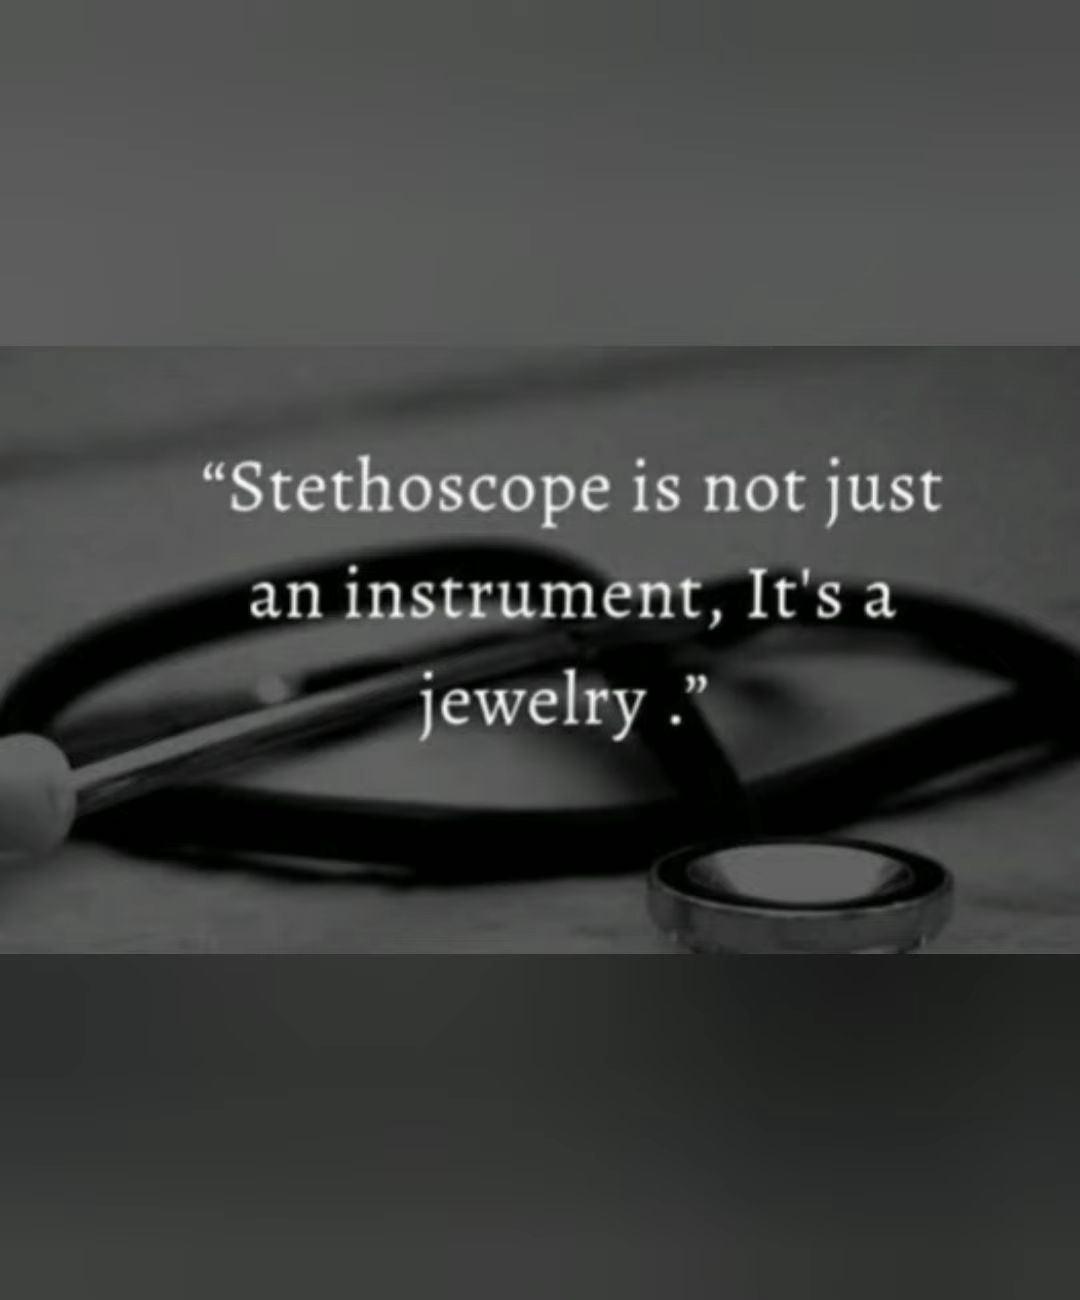 “Stethoscope is not just
an instrument, It's a
jewelry .”